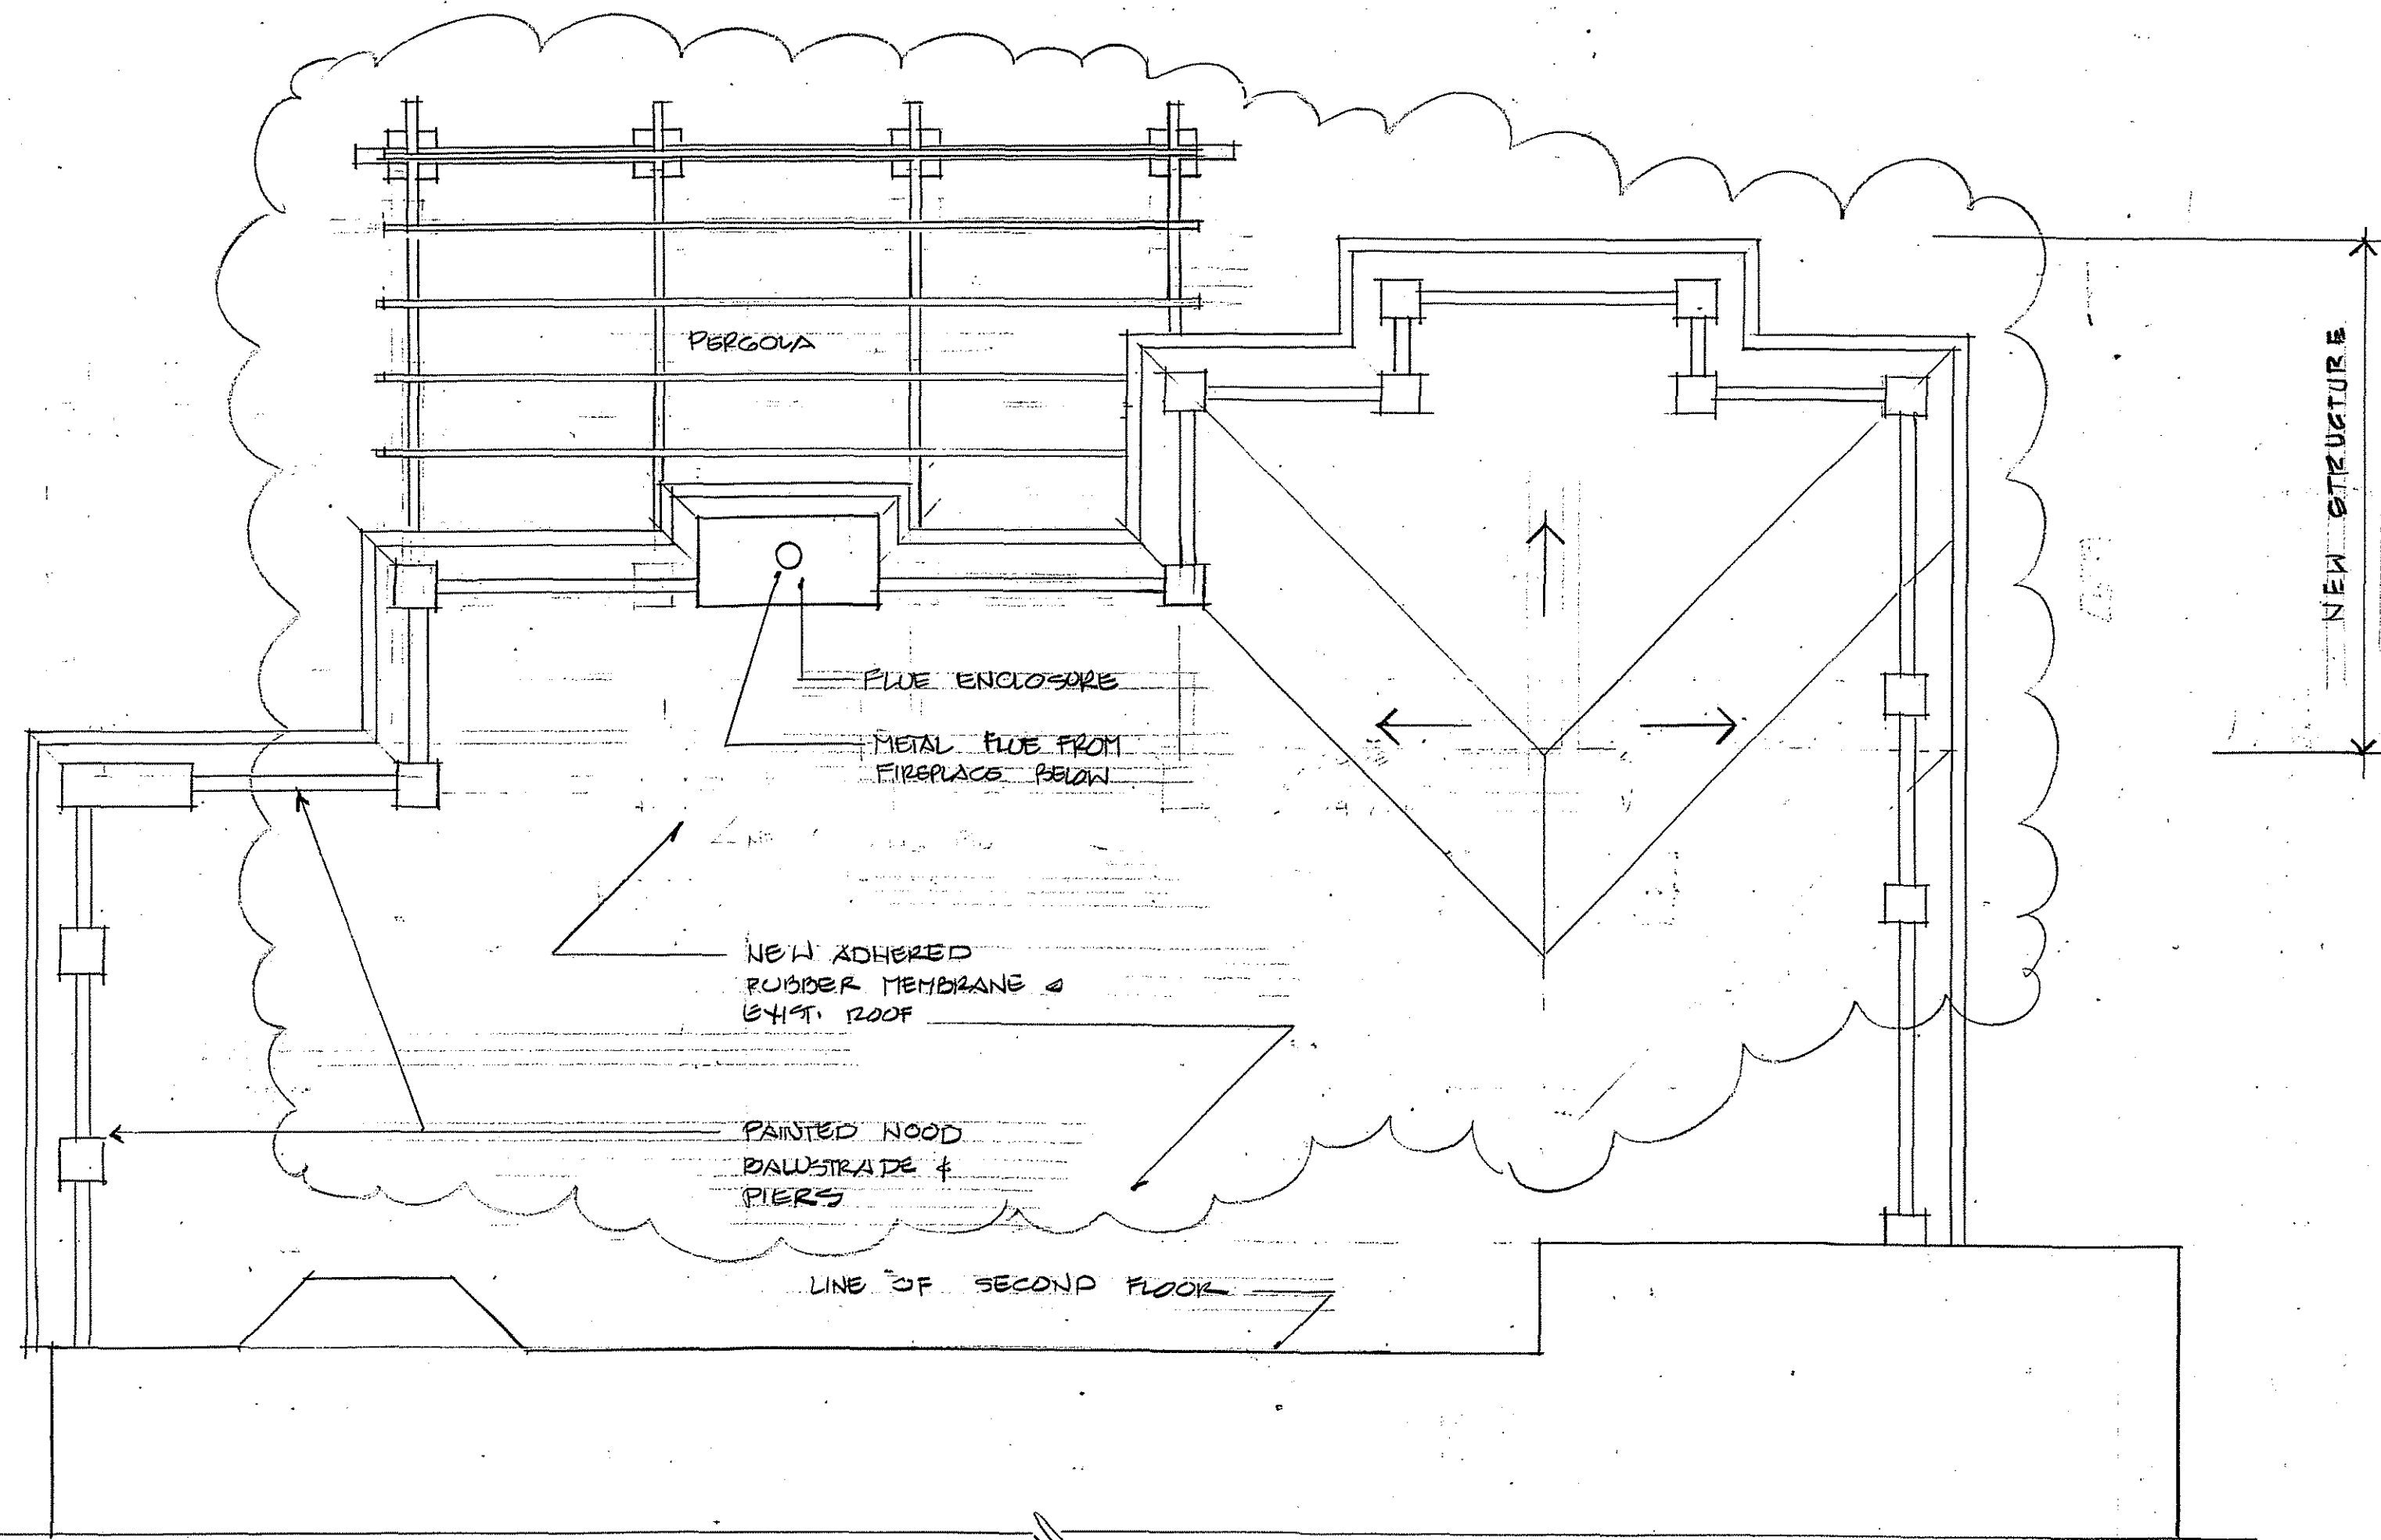 PERGOLA
NEW STRUCTURE
FLUE ENCLOSURE
METAL FLUE FROM
FIREPLACE BELOW
NEW ADHERED
RUBBER MEMBRANE @
EXIST. ROOF
PAINTED WOOD
BALUSTRADE &
PIERS
LINE OF SECOND FLOOR